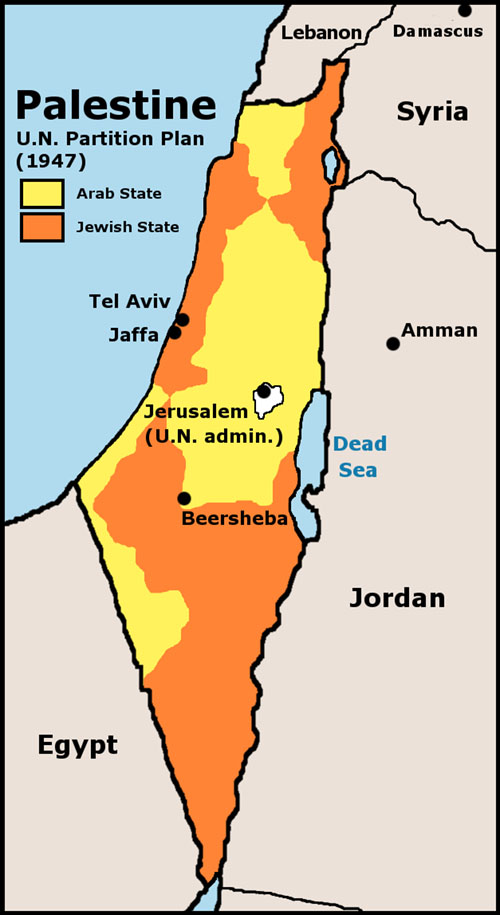 Lebanon
Damascus
Syria
Palestine
U.N. Partition Plan
(1947)
Arab State
Jewish State
Tel Aviv
Jaffa
Amman
Jerusalem
(U.N. admin.)
Dead
Sea
Beersheba
Jordan
Egypt